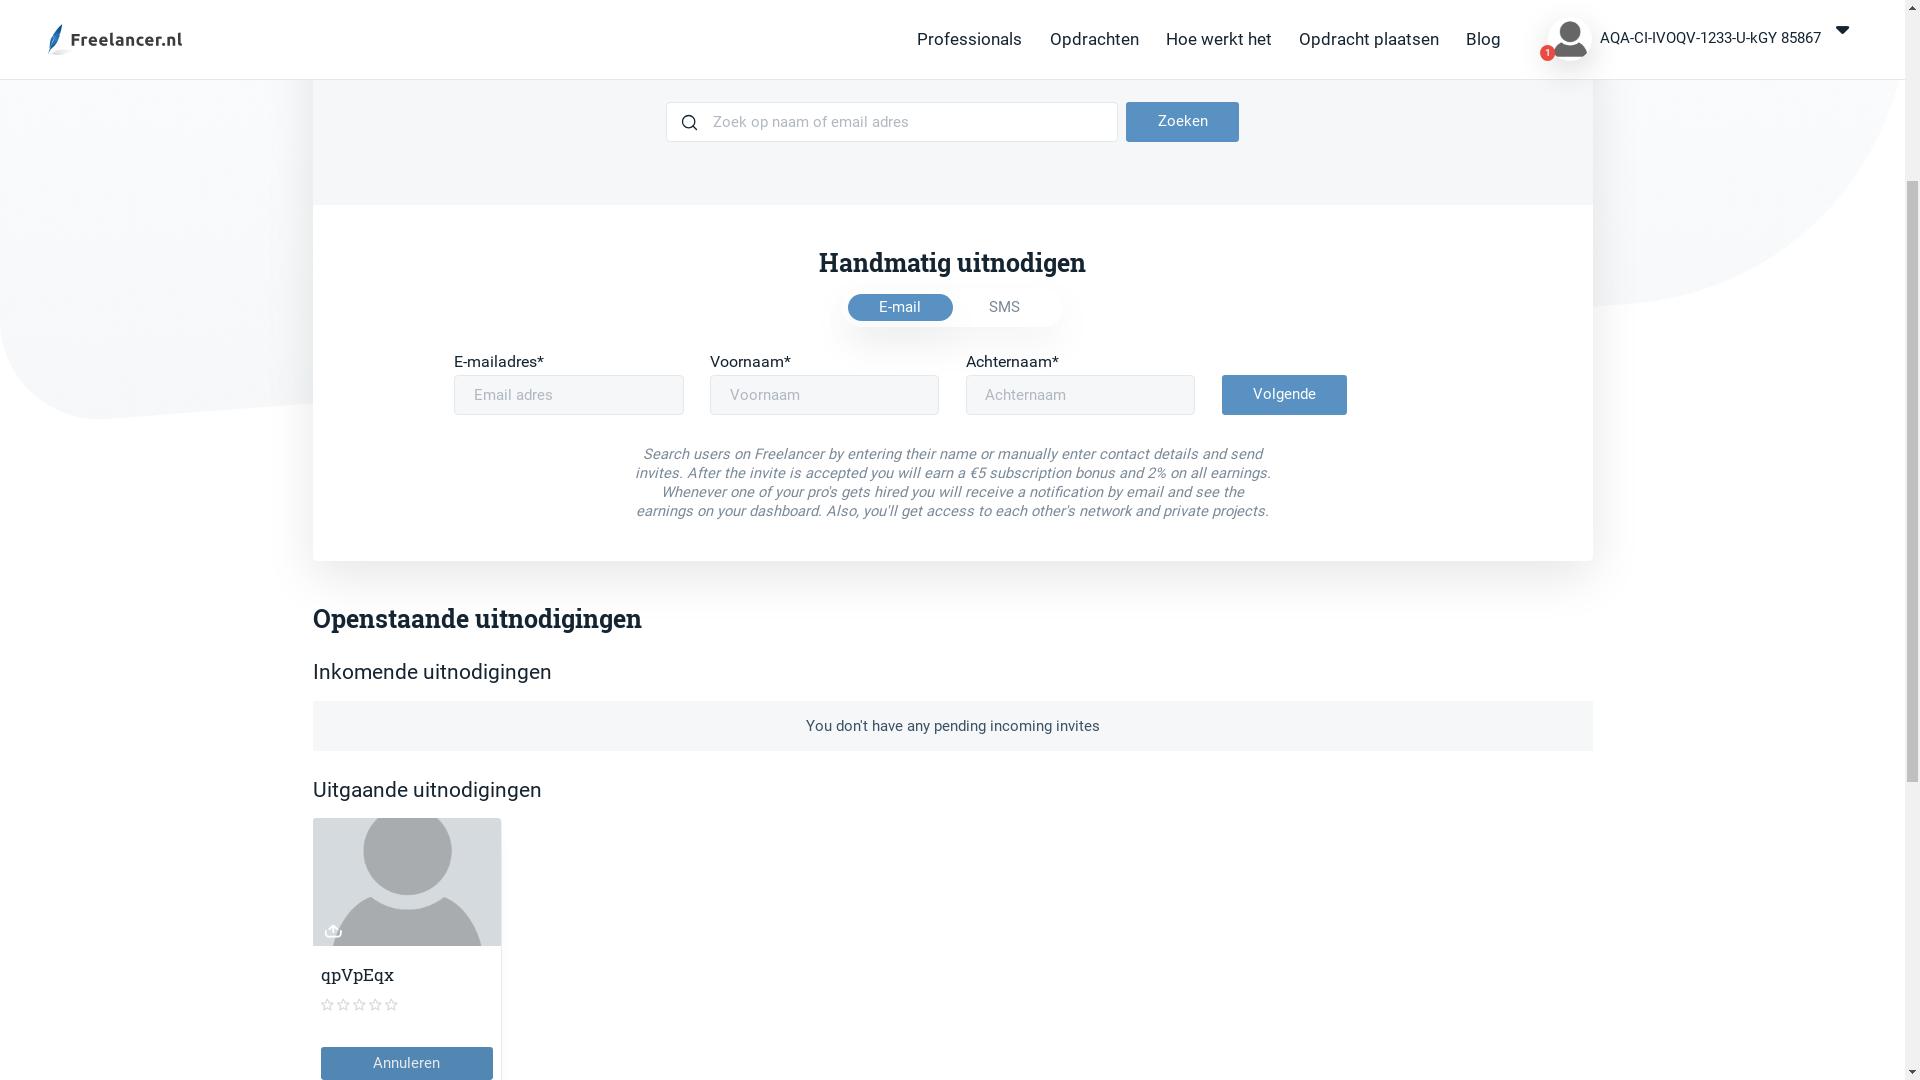 Freelancer.nl
Professionals
Opdrachten
Hoe werkt het
Opdracht plaatsen
Blog
1
AQA-CI-IVOQV-1233-U-kGY 85867
Zoek op naam of email adres
Zoeken
Handmatig uitnodigen
E-mail
SMS
E-mailadres*
Voornaam*
Achternaam*
Email adres
Voornaam
Achternaam
Volgende
Search users on Freelancer by entering their name or manually enter contact details and send
invites. After the invite is accepted you will earn a €5 subscription bonus and 2% on all earnings.
Whenever one of your pro's gets hired you will receive a notification by email and see the
earnings on your dashboard. Also, you'll get access to each other's network and private projects.
Openstaande uitnodigingen
Inkomende uitnodigingen
You don't have any pending incoming invites
Uitgaande uitnodigingen
qpVpEqx
Annuleren